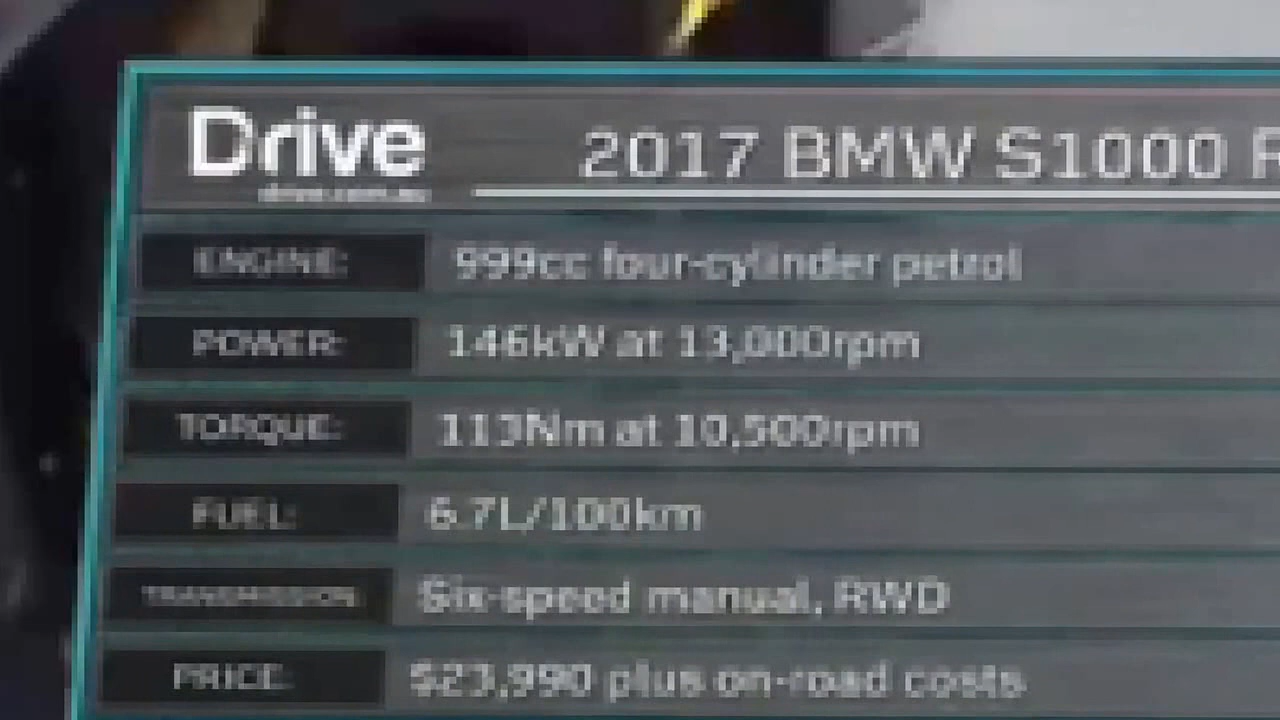 Drive
2017 BMW S1000 R
ENGINE: 999cc four-cylinder petrol
POWER: 146kW at 13,000rpm
TORQUE: 113Nm at 10,500rpm
FUEL: 6.7L/100km
TRANSMISSION Six-speed manual, RWD
PRICE: $23,990 plus on-road costs